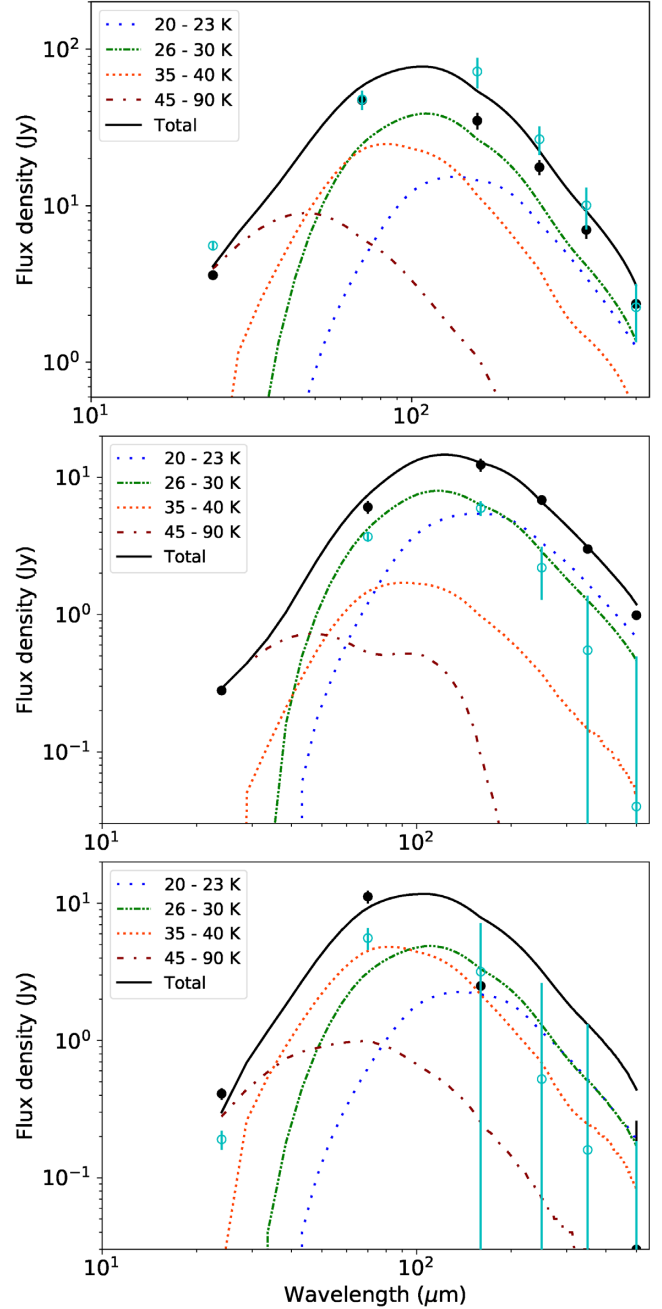 20 - 23 K
26 - 30 K
35 - 40 K
45 - 90 K
Total
10²
10¹
10⁰
Flux density (Jy)
10¹
10²
20 - 23 K
26 - 30 K
35 - 40 K
45 - 90 K
Total
10¹
10⁰
10⁻¹
Flux density (Jy)
10¹
10²
20 - 23 K
26 - 30 K
35 - 40 K
45 - 90 K
Total
10¹
10⁰
10⁻¹
Flux density (Jy)
10¹
10²
Wavelength (μm)